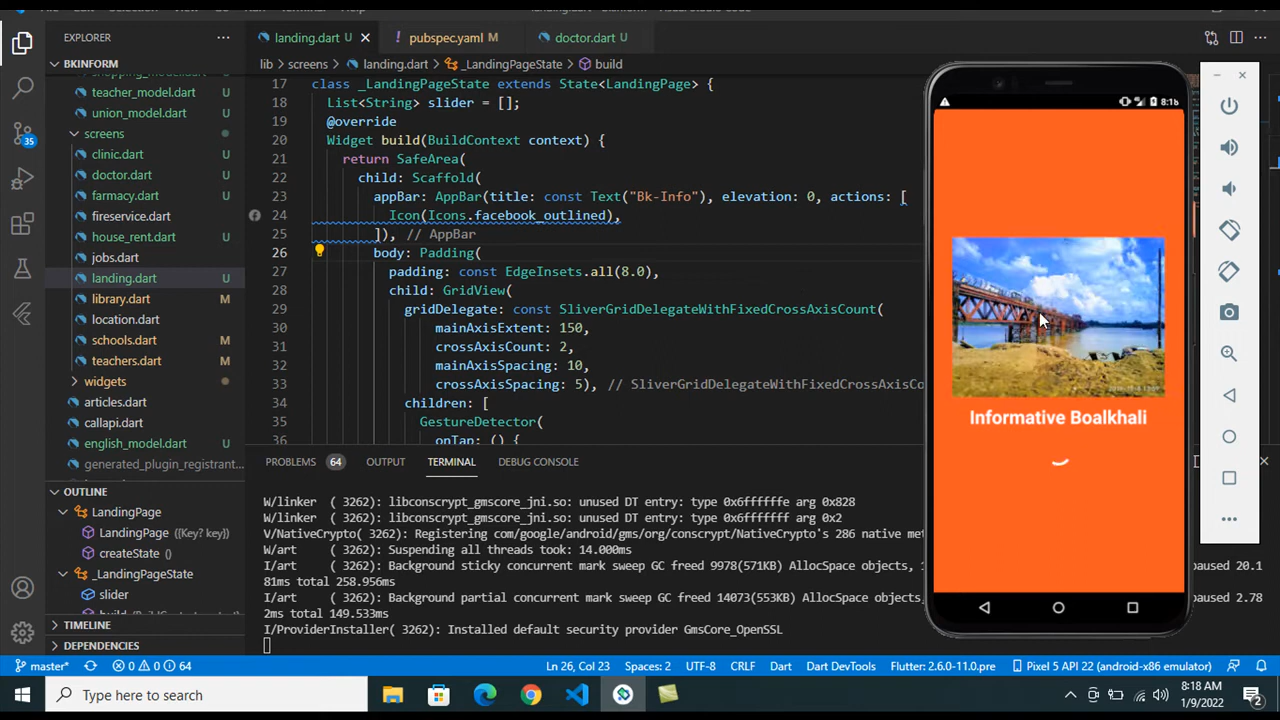 landing.dart U
pubspec.yaml M
doctor.dart U
EXPLORER
BKINFORM
teacher_model.dart U
union_model.dart U
screens
clinic.dart U
doctor.dart U
farmacy.dart U
fireservice.dart U
house_rent.dart U
jobs.dart U
landing.dart U
library.dart M
location.dart U
schools.dart M
teachers.dart M
widgets
articles.dart U
callapi.dart U
english_model.dart U
generated_plugin_registrant...
OUTLINE
LandingPage
LandingPage ({Key? key})
createState ()
_LandingPageState
slider
TIMELINE
DEPENDENCIES
35
lib > screens > landing.dart > _LandingPageState > build
17 class _LandingPageState extends State<LandingPage> {
18 List<String> slider = [];
19 @override
20 Widget build(BuildContext context) {
21 return SafeArea(
22 child: Scaffold(
23 appBar: AppBar(title: const Text("Bk-Info"), elevation: 0, actions: [
24 Icon(Icons.facebook_outlined),
25 ]), // AppBar
26 body: Padding(
27 padding: const EdgeInsets.all(8.0),
28 child: GridView(
29 gridDelegate: const SliverGridDelegateWithFixedCrossAxisCount(
30 mainAxisExtent: 150,
31 crossAxisCount: 2,
32 mainAxisSpacing: 10,
33 crossAxisSpacing: 5), // SliverGridDelegateWithFixedCrossAxisCo
34 children: [
35 GestureDetector(
36 onTap: () {
PROBLEMS 64
OUTPUT
TERMINAL
DEBUG CONSOLE
W/linker ( 3262): libconscrypt_gmscore_jni.so: unused DT entry: type 0x6ffffffe arg 0x828
W/linker ( 3262): libconscrypt_gmscore_jni.so: unused DT entry: type 0x6fffffff arg 0x2
V/NativeCrypto( 3262): Registering com/google/android/gms/org/conscrypt/NativeCrypto's 286 native met
W/art ( 3262): Suspending all threads took: 14.000ms
I/art ( 3262): Background sticky concurrent mark sweep GC freed 9978(571KB) AllocSpace objects, 1
paused 20.1
81ms total 258.956ms
I/art ( 3262): Background partial concurrent mark sweep GC freed 14073(553KB) AllocSpace objects,
paused 2.78
2ms total 149.533ms
I/ProviderInstaller( 3262): Installed default security provider GmsCore_OpenSSL
8:18
Informative Boalkhali
master*
0 0 64
Ln 26, Col 23
Spaces: 2
UTF-8
CRLF
Dart
Dart DevTools
Flutter: 2.6.0-11.0.pre
Pixel 5 API 22 (android-x86 emulator)
Type here to search
8:18 AM
1/9/2022
2